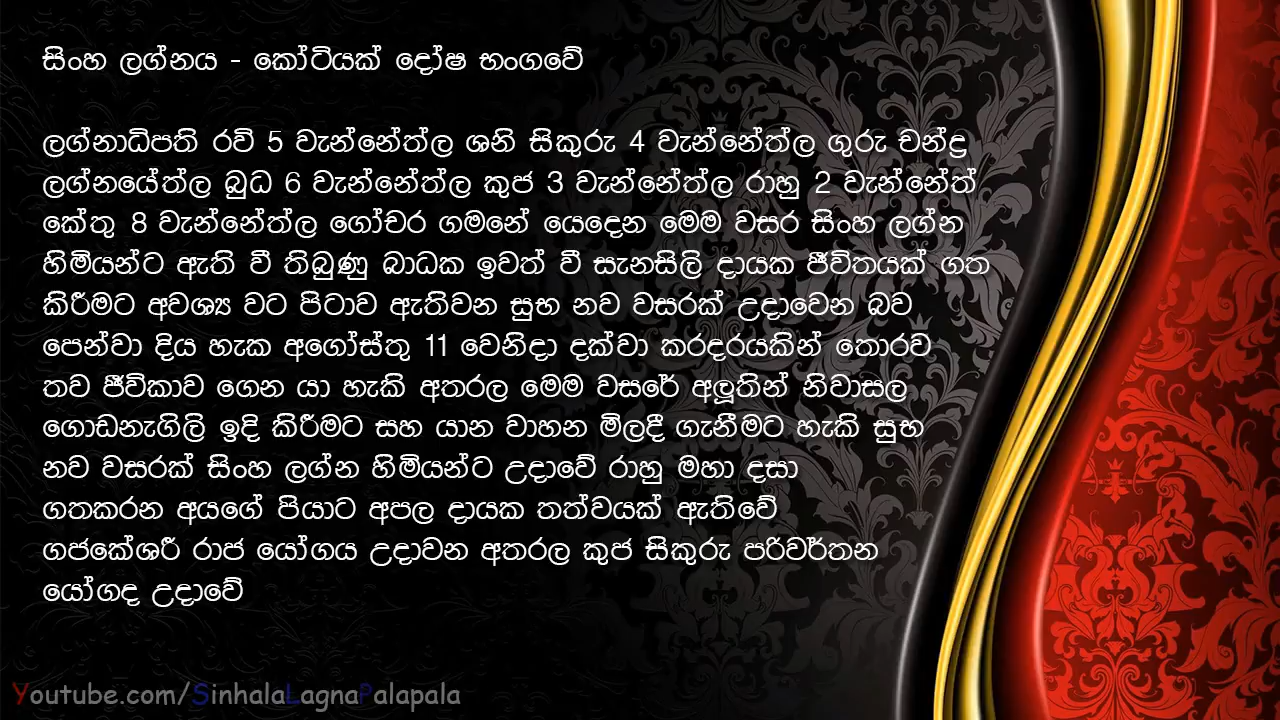 සිංහ ලග්නය - කෝටියක් දෝෂ භංගවේ
ලග්නාධිපති රවි 5 වැන්නේත්ල ශනි සිකුරු 4 වැන්නේත්ල ගුරු චන්ද්‍ර
ලග්නයේත්ල බුධ 6 වැන්නේත්ල කුජ 3 වැන්නේත්ල රාහු 2 වැන්නේත්
කේතු 8 වැන්නේත්ල ගෝචර ගමනේ යෙදෙන මෙම වසර සිංහ ලග්න
හිමියන්ට ඇති වී තිබුණු බාධක ඉවත් වී සැනසිලි දායක ජීවිතයක් ගත
කිරීමට අවශ්‍ය වට පිටාව ඇතිවන සුභ නව වසරක් උදාවෙන බව
පෙන්වා දිය හැක අගෝස්තු 11 වෙනිදා දක්වා කරදරයකින් තොරව
තව ජීවිකාව ගෙන යා හැකි අතරල මෙම වසරේ අලූතින් නිවාසල
ගොඩනැගිලි ඉදි කිරීමට සහ යාන වාහන මිලදී ගැනීමට හැකි සුභ
නව වසරක් සිංහ ලග්න හිමියන්ට උදාවේ රාහු මහා දසා
ගතකරන අයගේ පියාට අපල දායක තත්වයක් ඇතිවේ
ගජකේශරී රාජ යෝගය උදාවන අතරල කුජ සිකුරු පරිවර්තන
යෝගද උදාවේ
Youtube.com/SinhalaLagnaPalapala